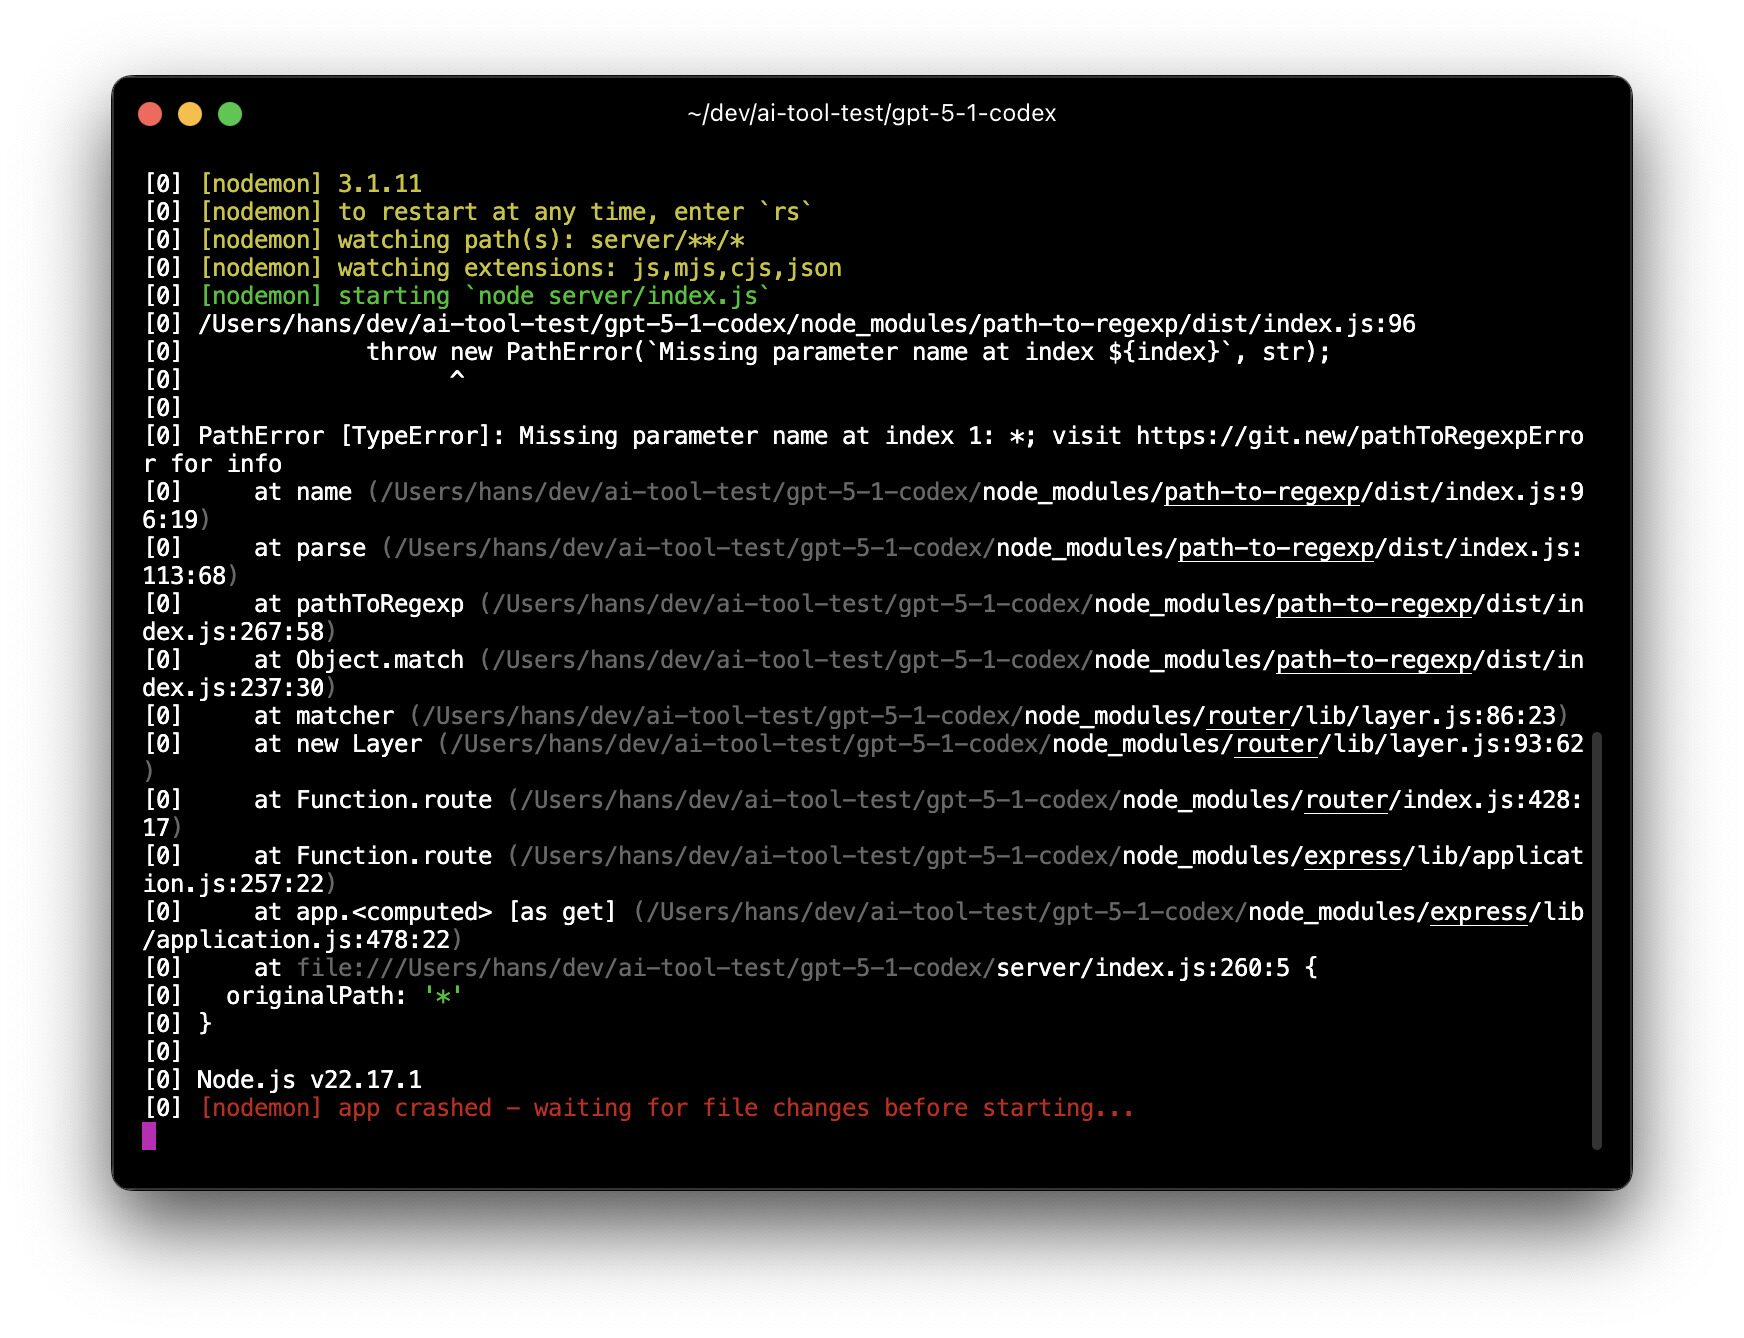 ~/dev/ai-tool-test/gpt-5-1-codex
[0] [nodemon] 3.1.11
[0] [nodemon] to restart at any time, enter `rs`
[0] [nodemon] watching path(s): server/**/*
[0] [nodemon] watching extensions: js,mjs,cjs,json
[0] [nodemon] starting `node server/index.js`
[0] /Users/hans/dev/ai-tool-test/gpt-5-1-codex/node_modules/path-to-regexp/dist/index.js:96
[0]             throw new PathError(`Missing parameter name at index ${index}`, str);
[0]                   ^
[0]
[0] PathError [TypeError]: Missing parameter name at index 1: *; visit https://git.new/pathToRegexpErro
r for info
[0]     at name (/Users/hans/dev/ai-tool-test/gpt-5-1-codex/node_modules/path-to-regexp/dist/index.js:9
6:19)
[0]     at parse (/Users/hans/dev/ai-tool-test/gpt-5-1-codex/node_modules/path-to-regexp/dist/index.js:
113:68)
[0]     at pathToRegexp (/Users/hans/dev/ai-tool-test/gpt-5-1-codex/node_modules/path-to-regexp/dist/in
dex.js:267:58)
[0]     at Object.match (/Users/hans/dev/ai-tool-test/gpt-5-1-codex/node_modules/path-to-regexp/dist/in
dex.js:237:30)
[0]     at matcher (/Users/hans/dev/ai-tool-test/gpt-5-1-codex/node_modules/router/lib/layer.js:86:23)
[0]     at new Layer (/Users/hans/dev/ai-tool-test/gpt-5-1-codex/node_modules/router/lib/layer.js:93:62
)
[0]     at Function.route (/Users/hans/dev/ai-tool-test/gpt-5-1-codex/node_modules/router/index.js:428:
17)
[0]     at Function.route (/Users/hans/dev/ai-tool-test/gpt-5-1-codex/node_modules/express/lib/applicat
ion.js:257:22)
[0]     at app.<computed> [as get] (/Users/hans/dev/ai-tool-test/gpt-5-1-codex/node_modules/express/lib
/application.js:478:22)
[0]     at file:///Users/hans/dev/ai-tool-test/gpt-5-1-codex/server/index.js:260:5 {
[0]   originalPath: '*'
[0] }
[0]
[0] Node.js v22.17.1
[0] [nodemon] app crashed - waiting for file changes before starting...